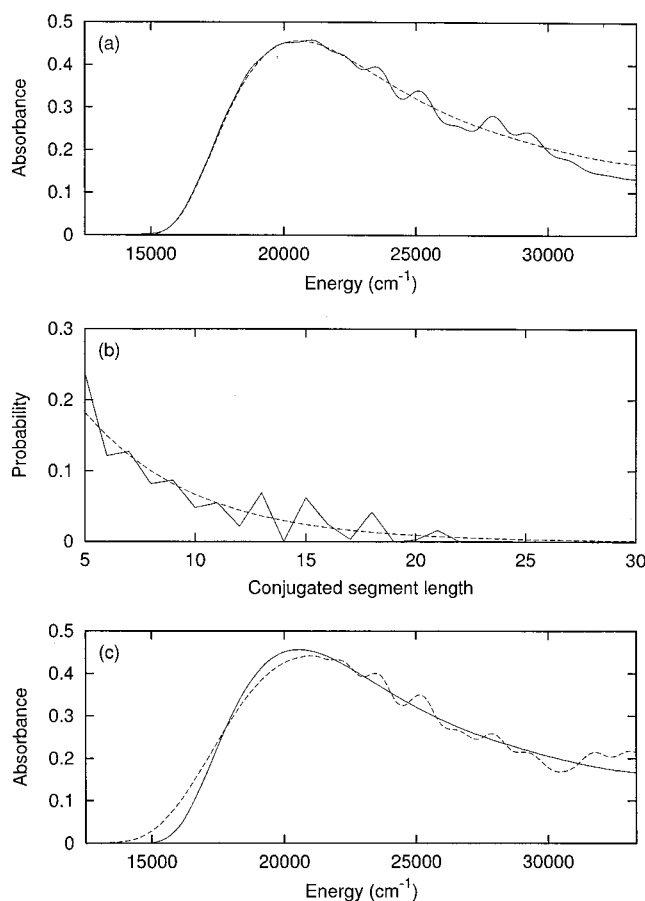 (a)
0.5
0.4
0.3
0.2
0.1
0
Absorbance
15000 20000 25000 30000
Energy (cm-1)
(b)
0.3
0.2
0.1
0
Probability
5 10 15 20 25 30
Conjugated segment length
(c)
0.5
0.4
0.3
0.2
0.1
0
Absorbance
15000 20000 25000 30000
Energy (cm-1)